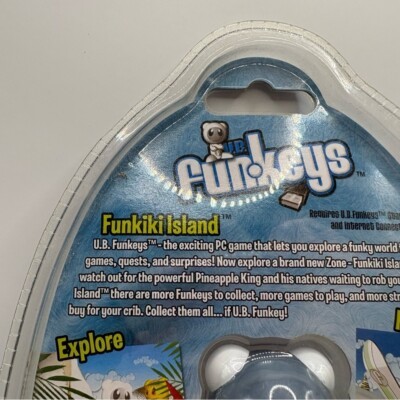 U.B.
funkeys™
Funkiki Island™
Requires U.B. Funkeys™
and Internet
U.B. Funkeys™ - the exciting PC game that lets you explore a funky world
games, quests, and surprises! Now explore a brand new Zone - Funkiki
watch out for the powerful Pineapple King and his natives waiting to rob you
Island™ there are more Funkeys to collect, more games to play, and more
buy for your crib. Collect them all... if U.B. Funkey!
Explore